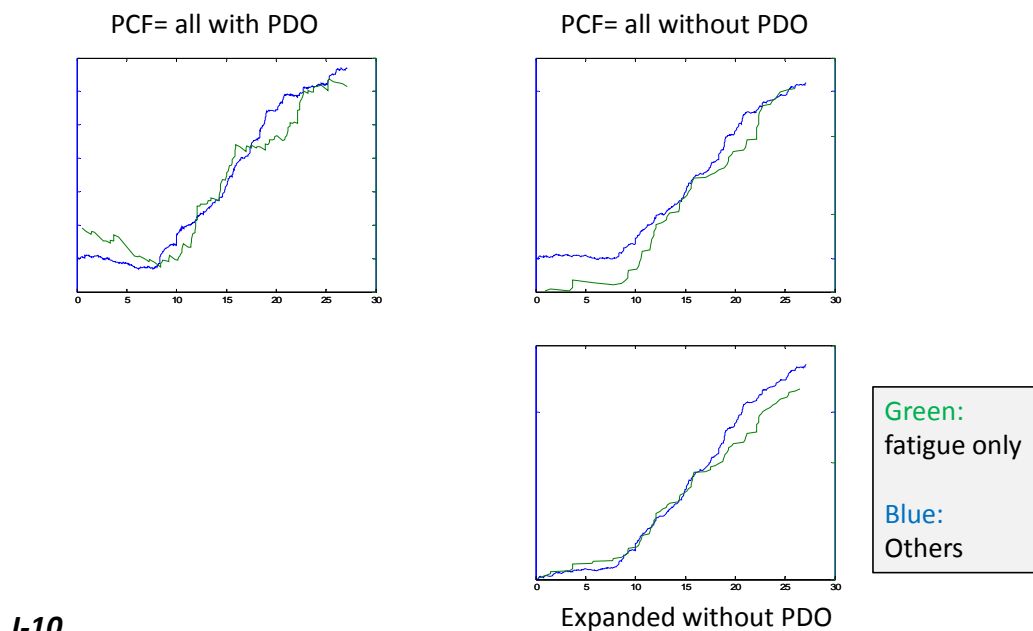 PCF= all with PDO
PCF= all without PDO
0 5 10 15 20 25 30
0 5 10 15 20 25 30
0 5 10 15 20 25 30
Green:
fatigue only
Blue:
Others
Expanded without PDO
I-10